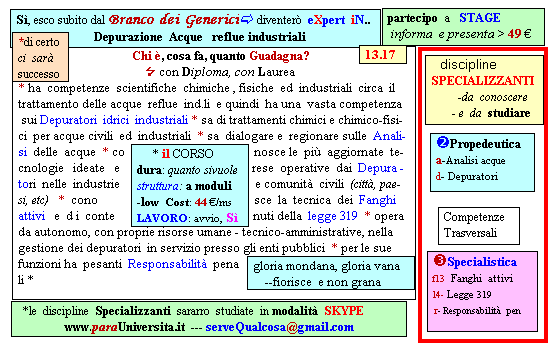 Sì, esco subito dal Branco dei Generici⇨ diventerò eXpert iN..
Depurazione Acque reflue industriali
partecipo a STAGE
informa e presenta > 49 €
*di certo
ci sarà
successo
Chi è, cosa fa, quanto Guadagna?
con Diploma, con Laurea
13.17
* ha competenze scientifiche chimiche , fisiche ed industriali circa il
trattamento delle acque reflue ind.li e quindi ha una vasta competenza
sui Depuratori idrici industriali * sa di trattamenti chimici e chimico-fisi-
ci per acque civili ed industriali * sa dialogare e regionare sulle Anali-
si delle acque * co nosce le più aggiornate te-
cnologie ideate e terese operative dai Depura -
tori nelle industrie e comunità civili (città, pae-
si, etc) * cono sce la tecnica dei Fanghi
attivi e di conte nuti della legge 319 * opera
da autonomo, con proprie risorse umane - tecnico-amministrative, nella
gestione dei depuratori in servizio presso gli enti pubblici * per le sue
funzioni ha pesanti Responsabilità pena
li *
* il CORSO
dura: quanto sivuole
struttura: a moduli
-low Cost: 44 €/ms
LAVORO: avvio, Sì
gloria mondana, gloria vana
--fiorisce e non grana
*le discipline Specializzanti sararro studiate in modalità SKYPE
www.paraUniversita.it --- serveQualcosa@gmail.com
discipline
SPECIALIZZANTI
-da conoscere
- e da studiare
❷Propedeutica
a-Analisi acque
d- Depuratori
Competenze
Trasversali
❸Specialistica
f13 Fanghi attivi
14- Legge 319
r- Responsabilità pen